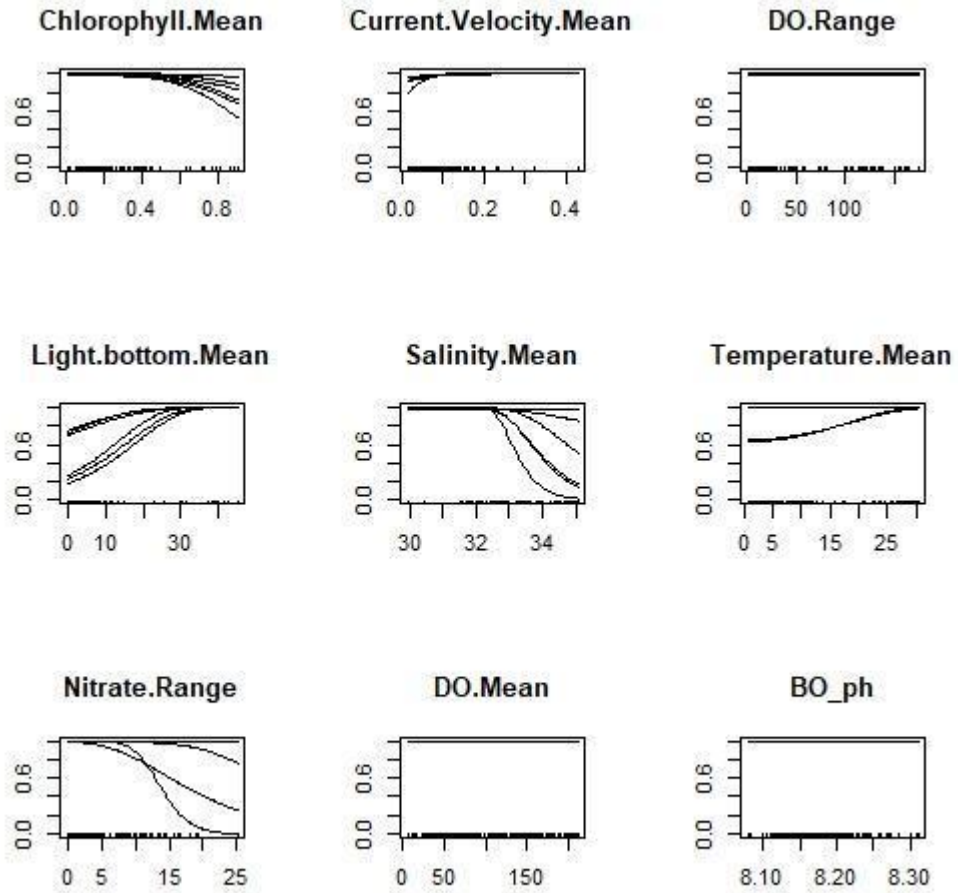 Chlorophyll.Mean Current.Velocity.Mean DO.Range
0.6 0.6 0.6
0.0 0.0 0.0
0.0 0.4 0.8 0.0 0.2 0.4 0 50 100
Light.bottom.Mean Salinity.Mean Temperature.Mean
0.6 0.6 0.6
0.0 0.0 0.0
0 10 30 30 32 34 0 5 15 25
Nitrate.Range DO.Mean BO_ph
0.6 0.6 0.6
0.0 0.0 0.0
0 5 15 25 0 50 150 8.10 8.20 8.30